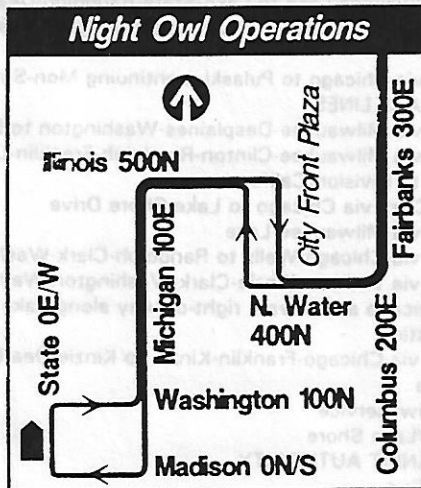 Night Owl Operations
Illinois 500N
City Front Plaza
Fairbanks 300E
Michigan 100E
State 0E/W
N. Water
400N
Columbus 200E
Washington 100N
Madison 0N/S